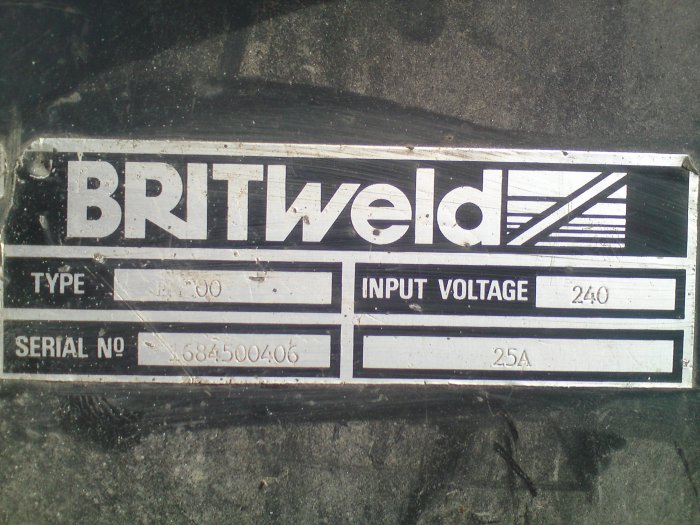 BRITweld
TYPE
INPUT VOLTAGE 240
SERIAL Nº 1684500406
25A